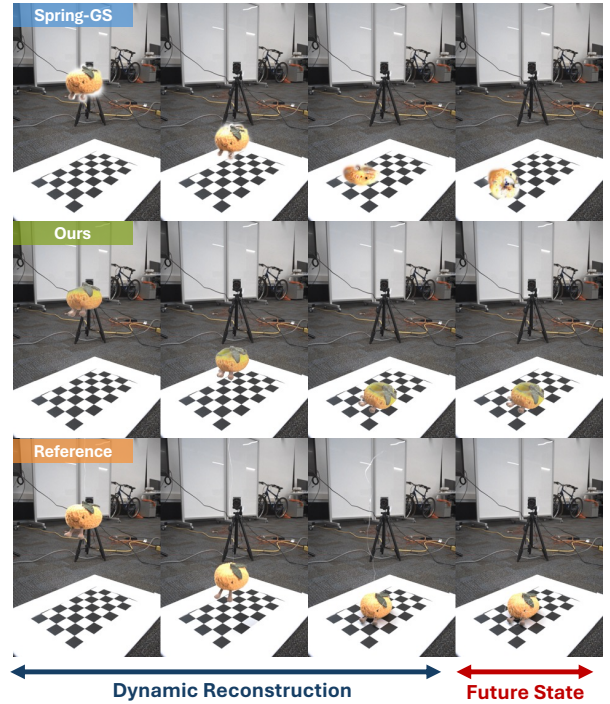 Spring-GS
Ours
Reference
Dynamic Reconstruction
Future State